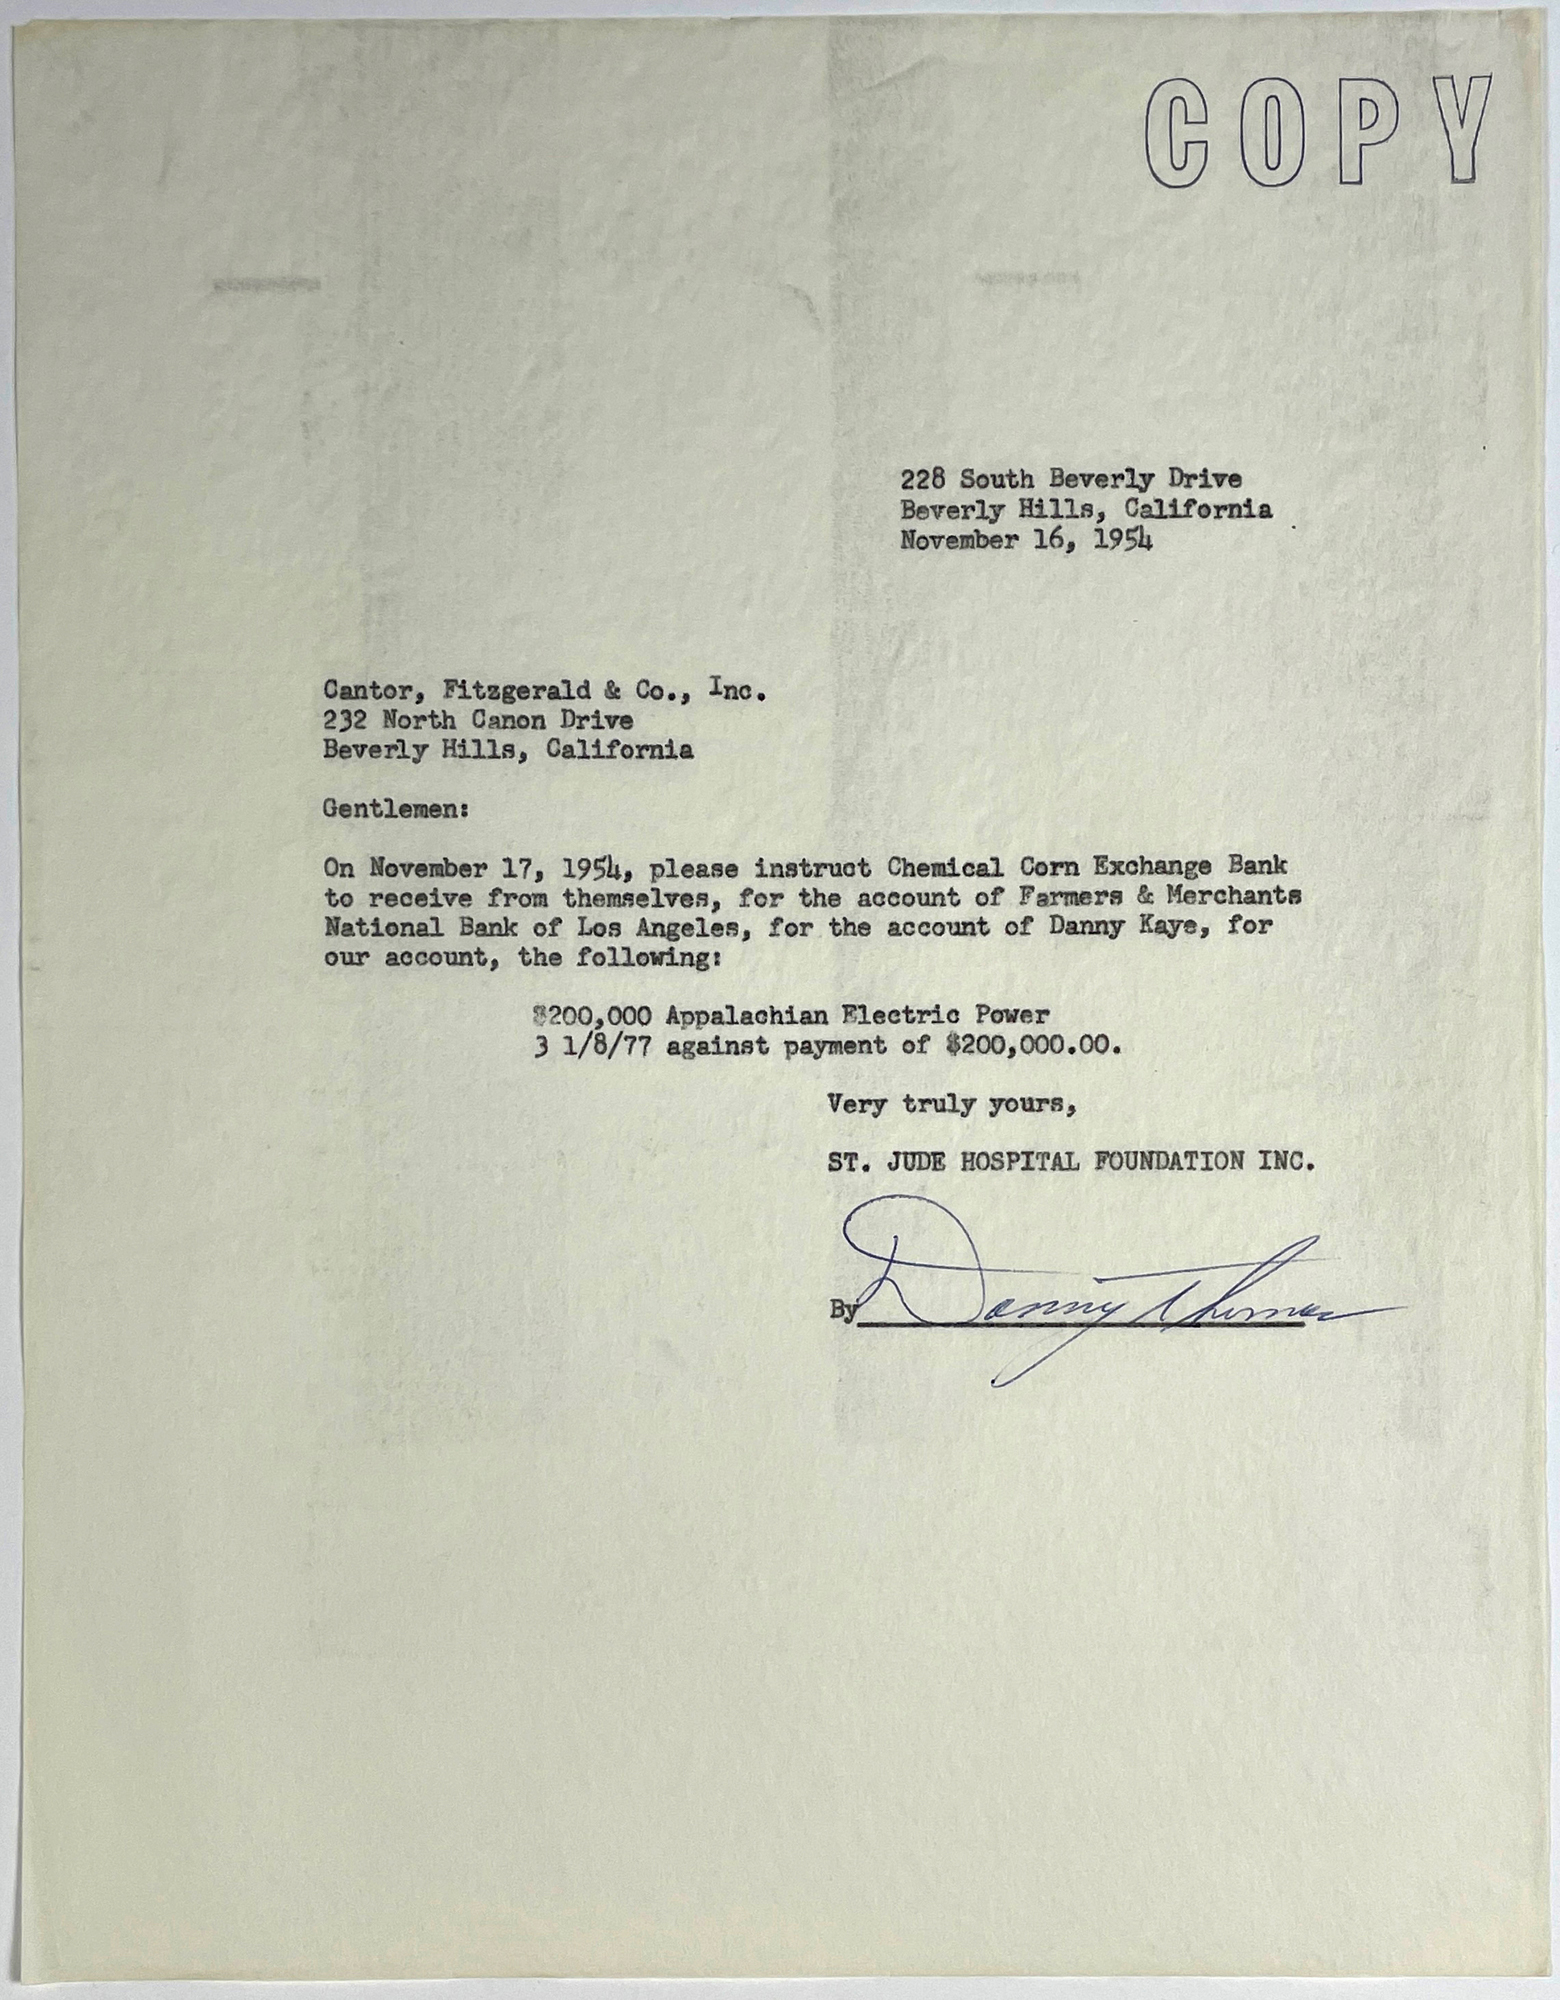 COPY
228 South Beverly Drive
Beverly Hills, California
November 16, 1954
Cantor, Fitzgerald & Co., Inc.
232 North Canon Drive
Beverly Hills, California
Gentlemen:
On November 17, 1954, please instruct Chemical Corn Exchange Bank
to receive from themselves, for the account of Farmers & Merchants
National Bank of Los Angeles, for the account of Danny Kaye, for
our account, the following:
$200,000 Appalachian Electric Power
3 1/8/77 against payment of $200,000.00.
Very truly yours,
ST. JUDE HOSPITAL FOUNDATION INC.
By Danny Thomas